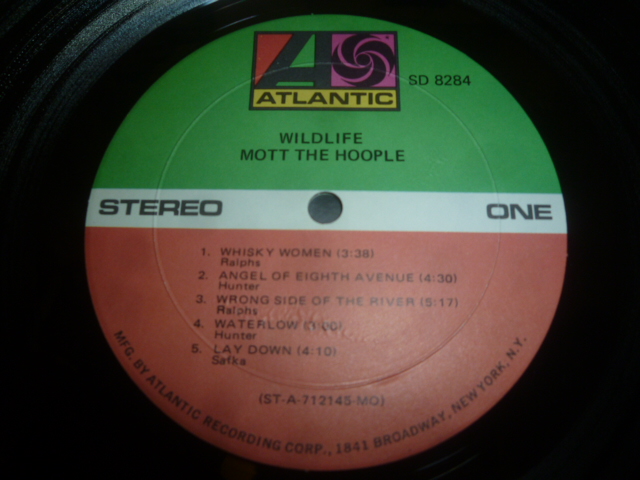 ATLANTIC
SD 8284
WILDLIFE
MOTT THE HOOPLE
STEREO
ONE
1. WHISKY WOMEN (3:38)
Ralphs
2. ANGEL OF EIGHTH AVENUE (4:30)
Hunter
3. WRONG SIDE OF THE RIVER (5:17)
Ralphs
4. WATERLOW
Hunter
5. LAY DOWN (4:10)
Safka
(ST-A-712145-MO)
MFG. BY ATLANTIC RECORDING CORP., 1841 BROADWAY, NEW YORK, N.Y.